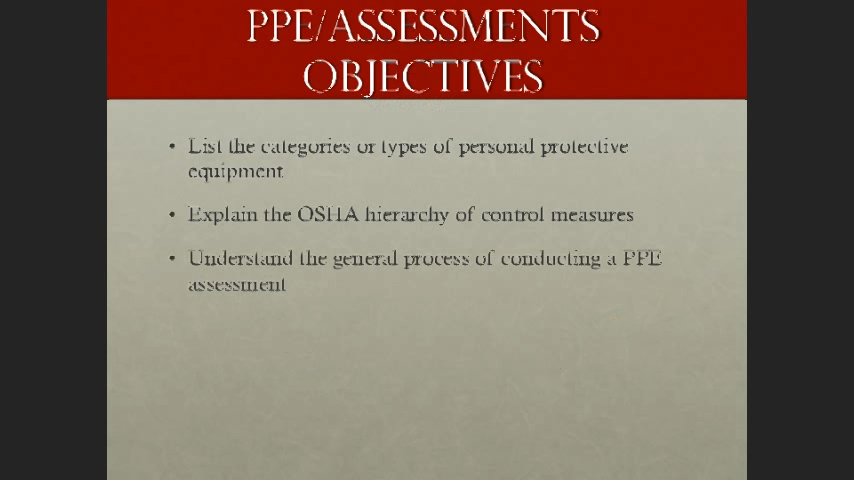 PPE/ASSESSMENTS
OBJECTIVES
• List the categories or types of personal protective
equipment
• Explain the OSHA hierarchy of control measures
• Understand the general process of conducting a PPE
assessment